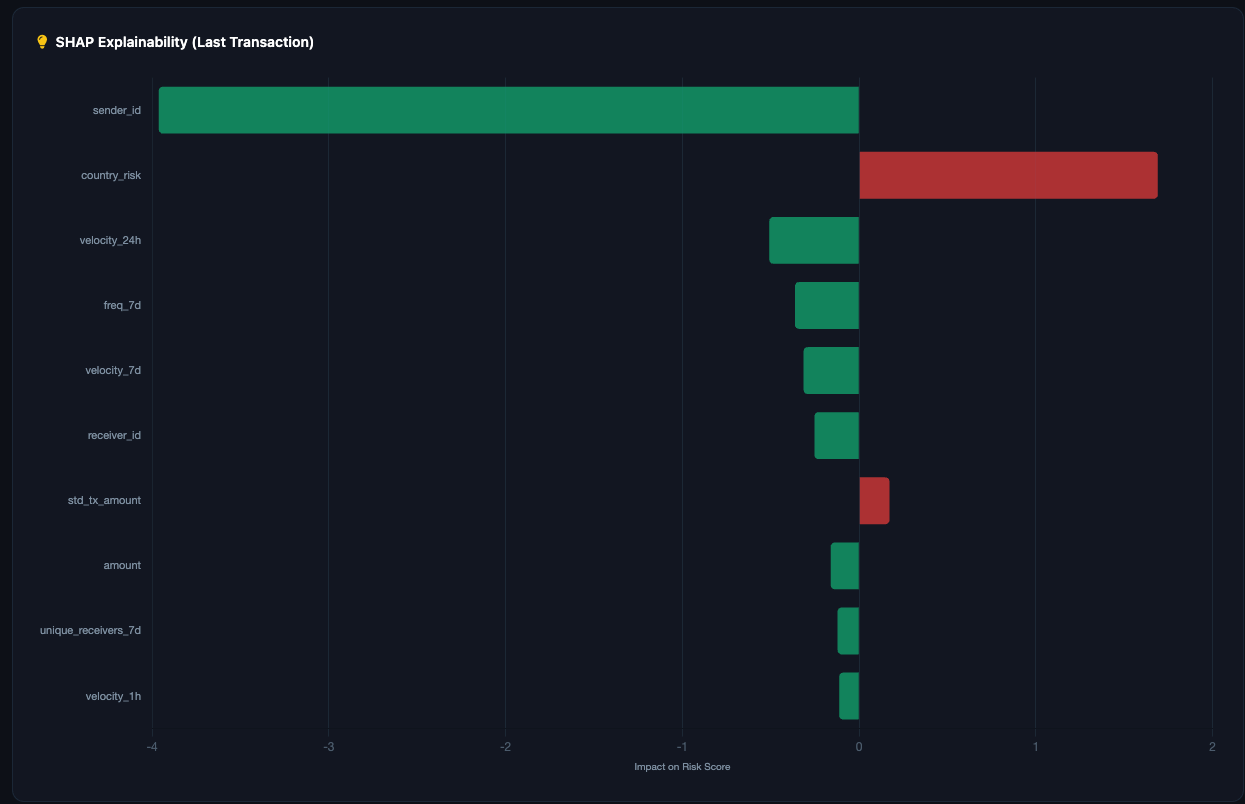 💡 SHAP Explainability (Last Transaction)
sender_id
country_risk
velocity_24h
freq_7d
velocity_7d
receiver_id
std_tx_amount
amount
unique_receivers_7d
velocity_1h
-4 -3 -2 -1 0 1 2
Impact on Risk Score